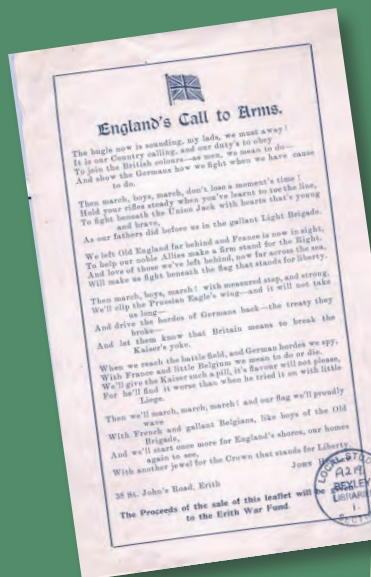 England's Call to Arms.
The bugle now is sounding, my lads, we must away!
It is our Country calling, and our duty's to obey
To join the British colours—as men, we mean to do—
And show the Germans how we fight when we have cause
to do.
Then march, boys, march, don't lose a moment's time!
Hold your rifles steady when you've learnt to toe the line,
To fight beneath the Union Jack with hearts that's young
and brave,
As our fathers did before us in the gallant Light Brigade.
We left Old England far behind and France is now in sight,
To help our noble Allies make a firm stand for the Right,
And love of those we've left behind, now far across the sea,
Will make us fight beneath the flag that stands for liberty.
Then march, boys, march! with measured step, and strong,
We'll clip the Prussian Eagle's wing—and it will not take
us long—
And drive the hordes of Germans back—the treaty they
broke—
And let them know that Britain means to break the
Kaiser's yoke.
When we reach the battle field, and German hordes we spy,
With France and little Belgium we mean to do or die.
We'll give the Kaiser such a pill, it's flavour will not please,
For he'll find it worse than when he tried it on with little
Liege.
Then we'll march, march, march! and our flag we'll proudly
wave
With French and gallant Belgians, like boys of the Old
Brigade,
And we'll start once more for England's shores, our homes
again to see,
With another jewel for the Crown that stands for Liberty.
John
38 St. John's Road, Erith
The Proceeds of the sale of this leaflet will be given
to the Erith War Fund.
LOCAL STUDIES
A219
BEXLEY
LIBRARIES
1.
SECTION